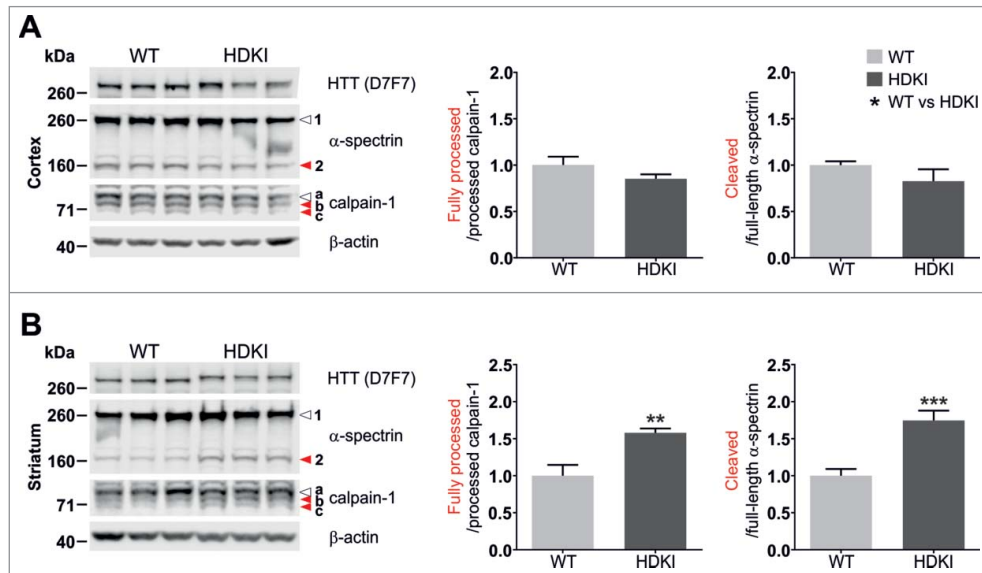 A
kDa
WT HDKI
260
HTT (D7F7)
260
1
α-spectrin
160
2
a
calpain-1
b
71
c
40
β-actin
Cortex
Fully processed
/processed calpain-1
2.0
1.5
1.0
0.5
0.0
WT HDKI
Cleaved
/full-length α-spectrin
2.0
1.5
1.0
0.5
0.0
WT HDKI
WT
HDKI
* WT vs HDKI
B
kDa
WT HDKI
260
HTT (D7F7)
260
1
α-spectrin
160
2
a
calpain-1
b
71
c
40
β-actin
Striatum
Fully processed
/processed calpain-1
2.5
2.0
1.5
1.0
0.5
0.0
**
WT HDKI
Cleaved
/full-length α-spectrin
2.5
2.0
1.5
1.0
0.5
0.0
***
WT HDKI